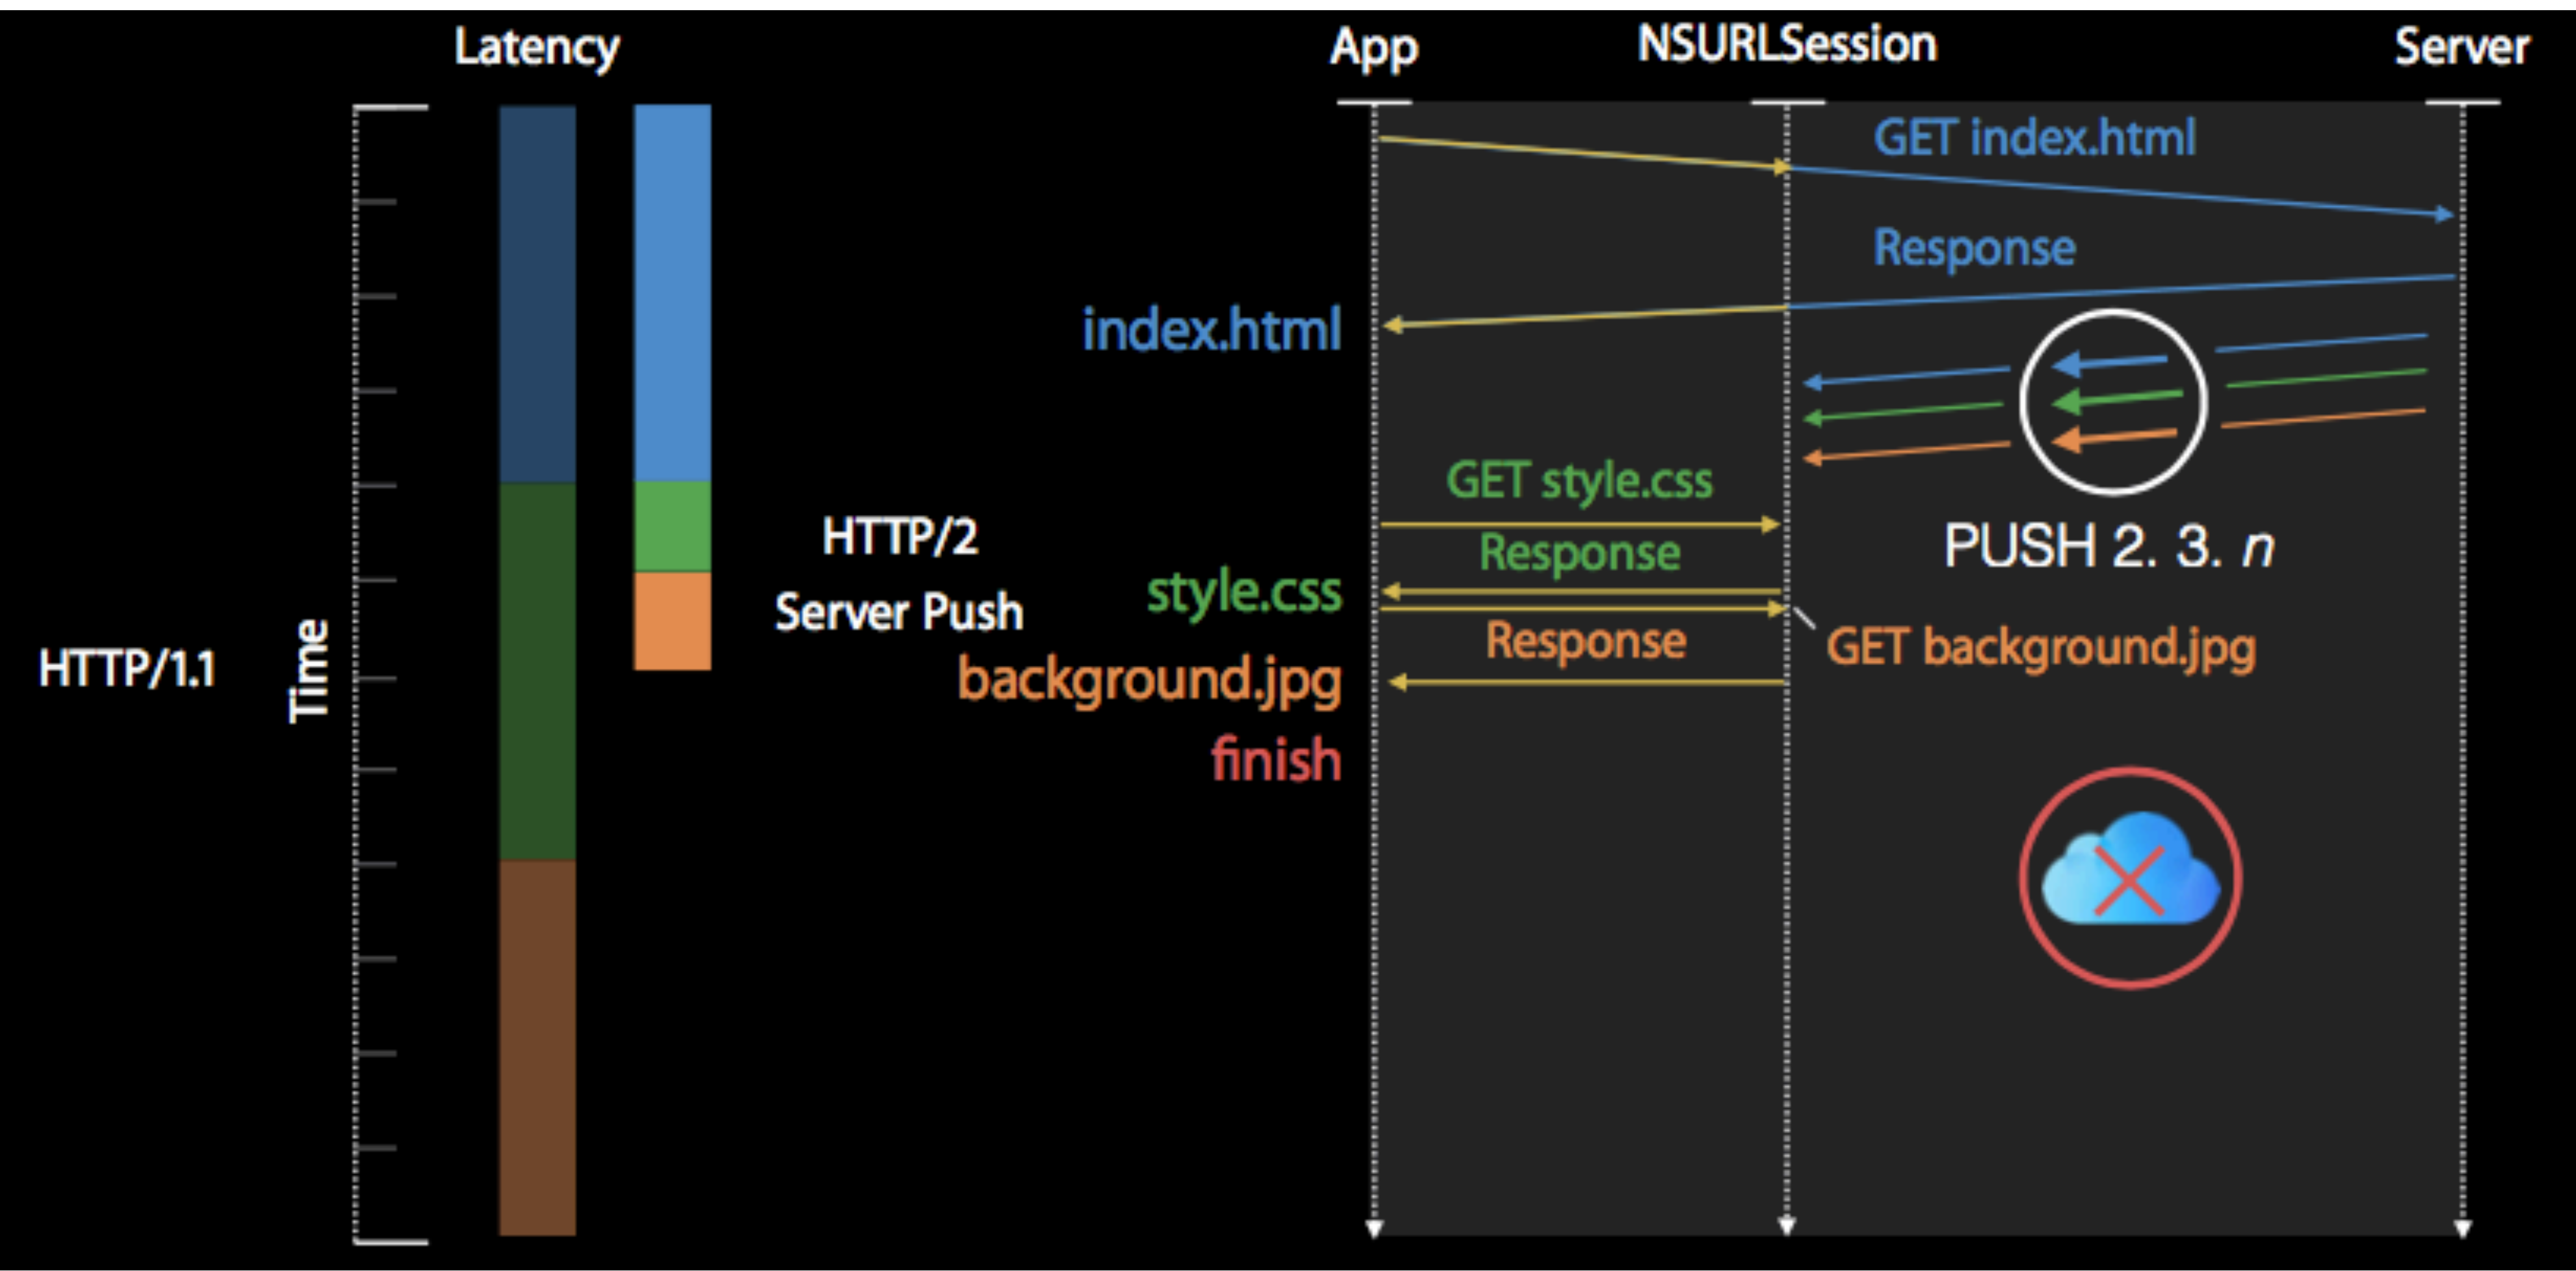 Latency
App
NSURLSession
Server
GET index.html
Response
index.html
GET style.css
HTTP/2
PUSH 2. 3. n
Response
style.css
Server Push
Response
GET background.jpg
HTTP/1.1
Time
background.jpg
finish